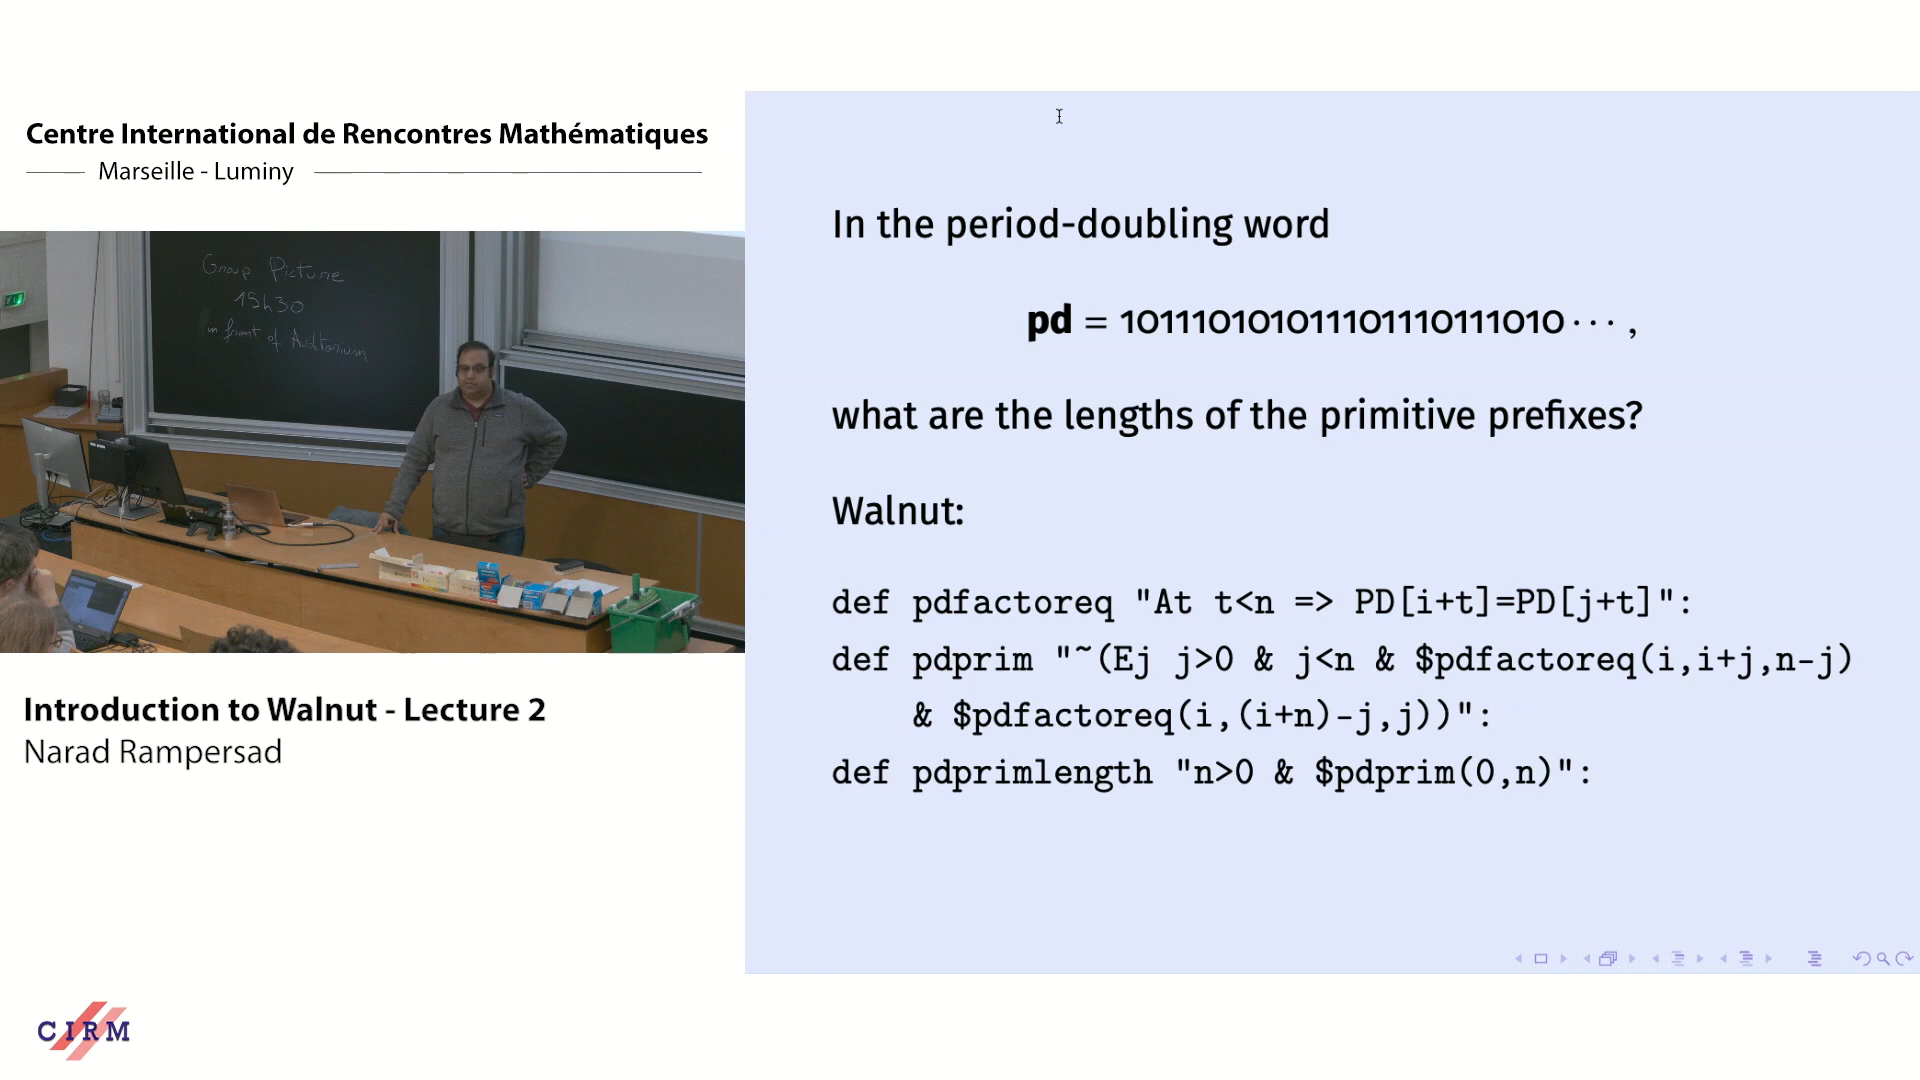 Centre International de Rencontres Mathématiques
Marseille - Luminy
Group Picture
15h30
in front of Auditorium
Introduction to Walnut - Lecture 2
Narad Rampersad
CIRM
In the period-doubling word
pd = 101110101011101110111010··· ,
what are the lengths of the primitive prefixes?
Walnut:
def pdfactoreq "At t<n => PD[i+t]=PD[j+t]":
def pdprim "~(Ej j>0 & j<n & $pdfactoreq(i,i+j,n-j)
& $pdfactoreq(i,(i+n)-j,j))":
def pdprimlength "n>0 & $pdprim(0,n)":